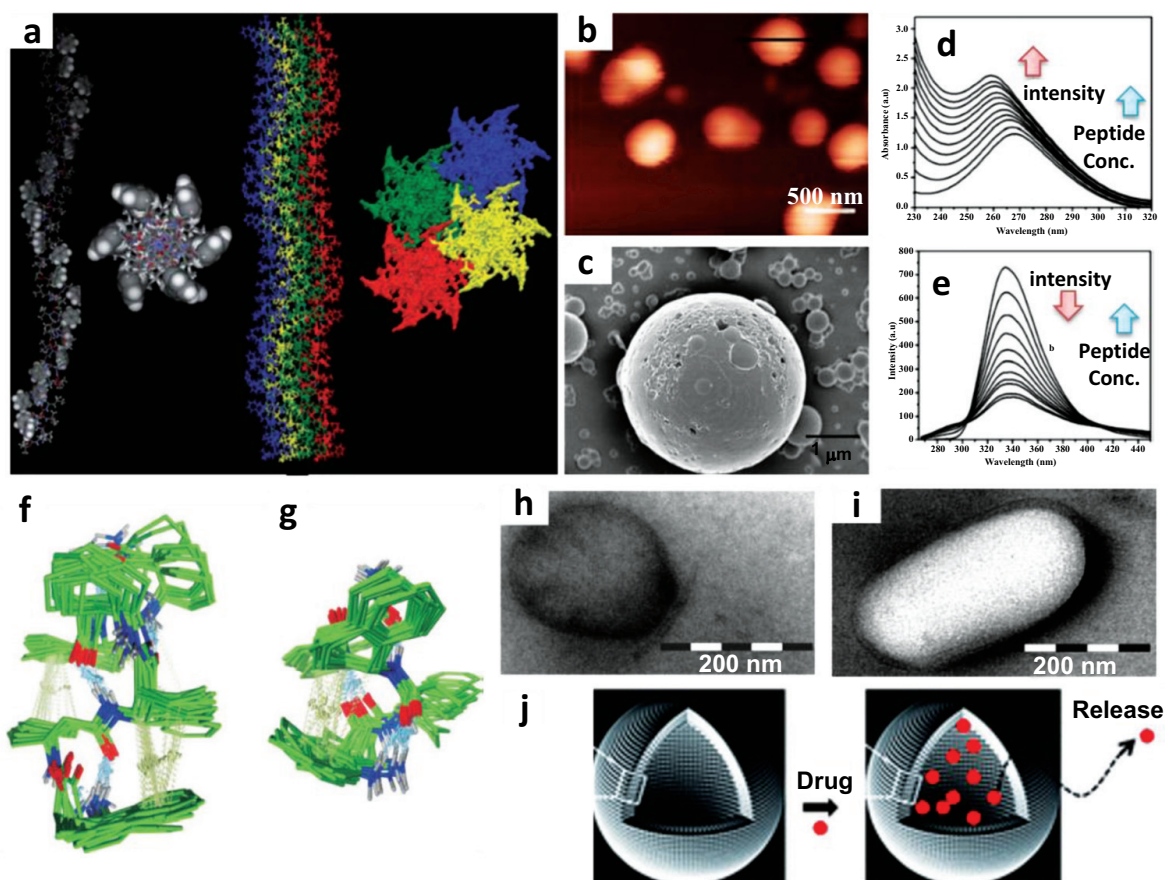 a
b
500 nm
c
1 μm
d
3.0
2.5
2.0
1.5
1.0
0.5
0.0
Absorbance (a.u)
intensity
Peptide
Conc.
230 240 250 260 270 280 290 300 310 320
Wavelength (nm)
e
800
700
600
500
400
300
200
100
0
Intensity (a.u)
intensity
b
Peptide
Conc.
280 300 320 340 360 380 400 420 440
Wavelength (nm)
f
g
h
200 nm
i
200 nm
j
Drug
Release